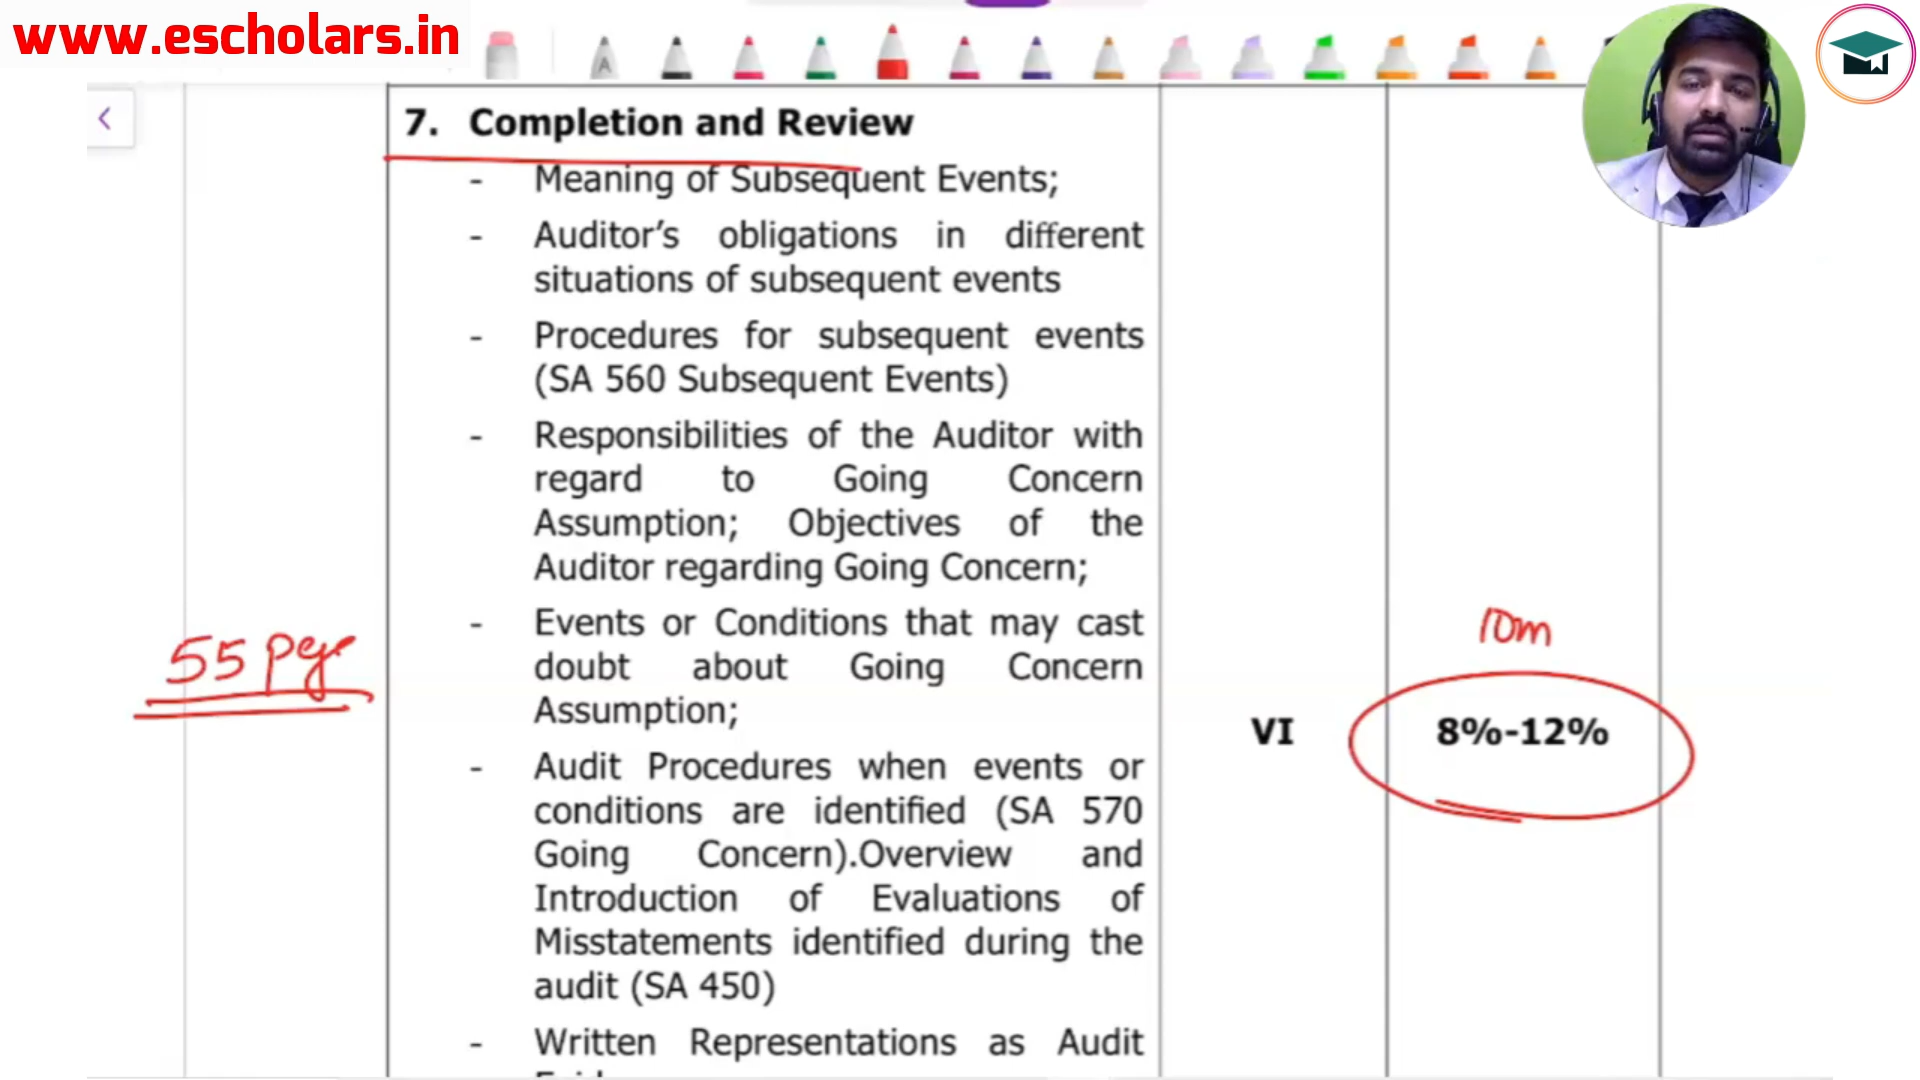 www.escholars.in
A
7. Completion and Review
- Meaning of Subsequent Events;
- Auditor’s obligations in different
situations of subsequent events
- Procedures for subsequent events
(SA 560 Subsequent Events)
- Responsibilities of the Auditor with
regard to Going Concern
Assumption; Objectives of the
Auditor regarding Going Concern;
- Events or Conditions that may cast
doubt about Going Concern
Assumption;
- Audit Procedures when events or
conditions are identified (SA 570
Going Concern).Overview and
Introduction of Evaluations of
Misstatements identified during the
audit (SA 450)
- Written Representations as Audit
55
VI
10m
8%-12%